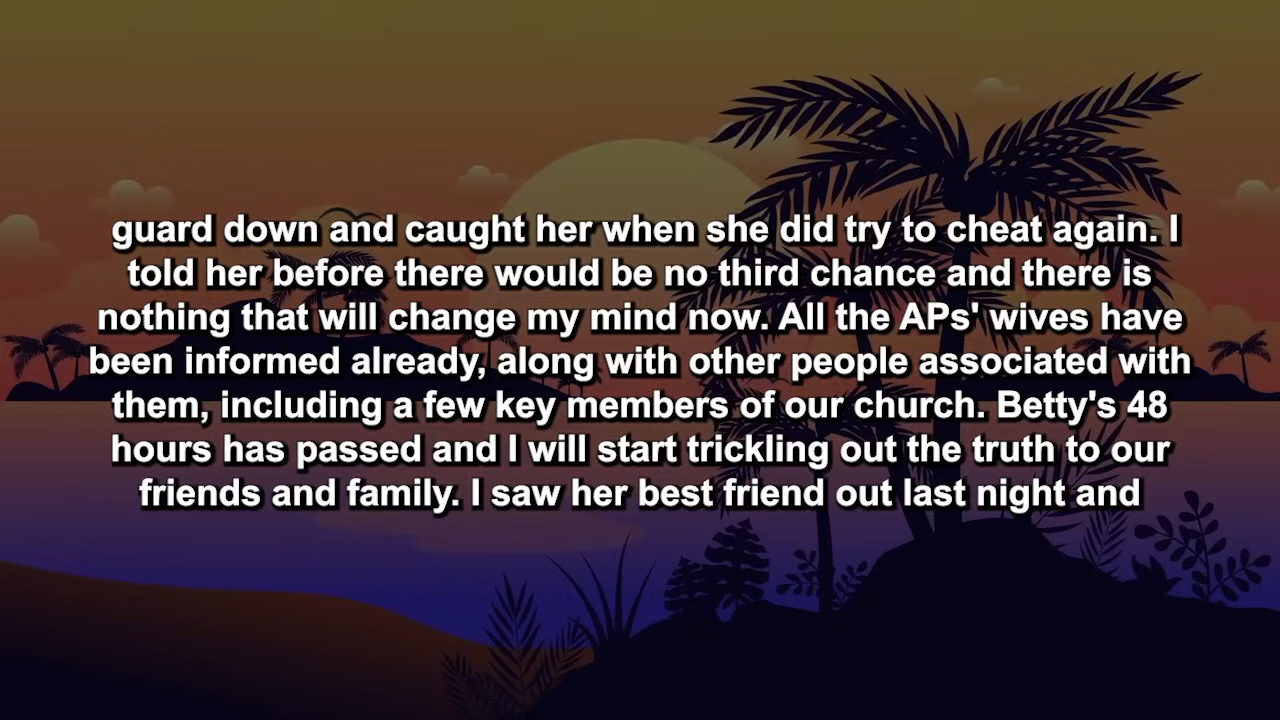 guard down and caught her when she did try to cheat again. I
told her before there would be no third chance and there is
nothing that will change my mind now. All the APs' wives have
been informed already, along with other people associated with
them, including a few key members of our church. Betty's 48
hours has passed and I will start trickling out the truth to our
friends and family. I saw her best friend out last night and